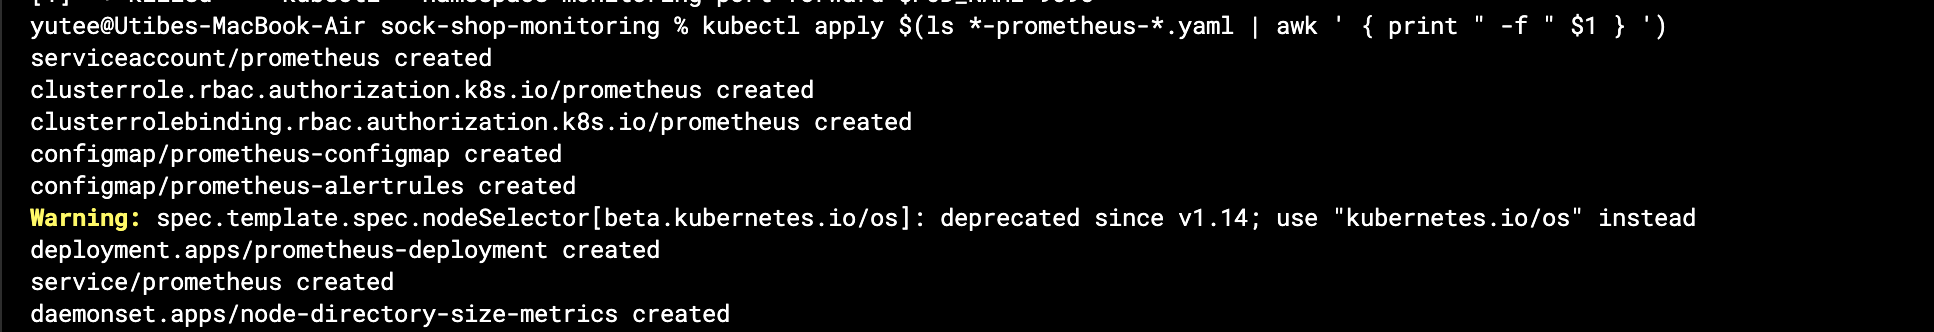 yutee@Utibes-MacBook-Air sock-shop-monitoring % kubectl apply $(ls *-prometheus-*.yaml | awk ' { print " -f " $1 } ')
serviceaccount/prometheus created
clusterrole.rbac.authorization.k8s.io/prometheus created
clusterrolebinding.rbac.authorization.k8s.io/prometheus created
configmap/prometheus-configmap created
configmap/prometheus-alertrules created
Warning: spec.template.spec.nodeSelector[beta.kubernetes.io/os]: deprecated since v1.14; use "kubernetes.io/os" instead
deployment.apps/prometheus-deployment created
service/prometheus created
daemonset.apps/node-directory-size-metrics created